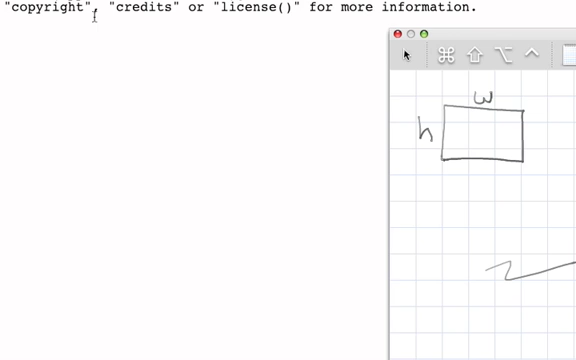 "copyright", "credits" or "license()" for more information.
w
h